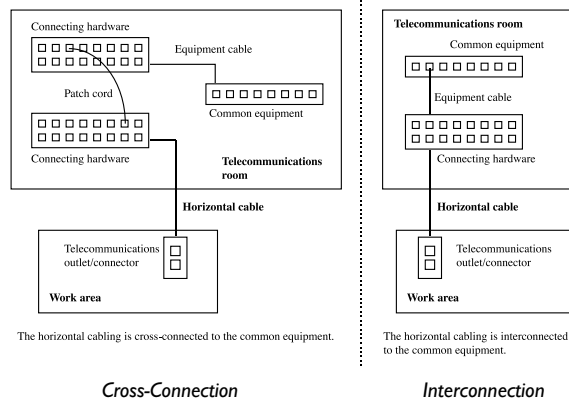 Connecting hardware
Equipment cable
Patch cord
Common equipment
Connecting hardware
Telecommunications
room
Horizontal cable
Telecommunications
outlet/connector
Work area
The horizontal cabling is cross-connected to the common equipment.
Cross-Connection
Telecommunications room
Common equipment
Equipment cable
Connecting hardware
Horizontal cable
Telecommunications
outlet/connector
Work area
The horizontal cabling is interconnected
to the common equipment.
Interconnection